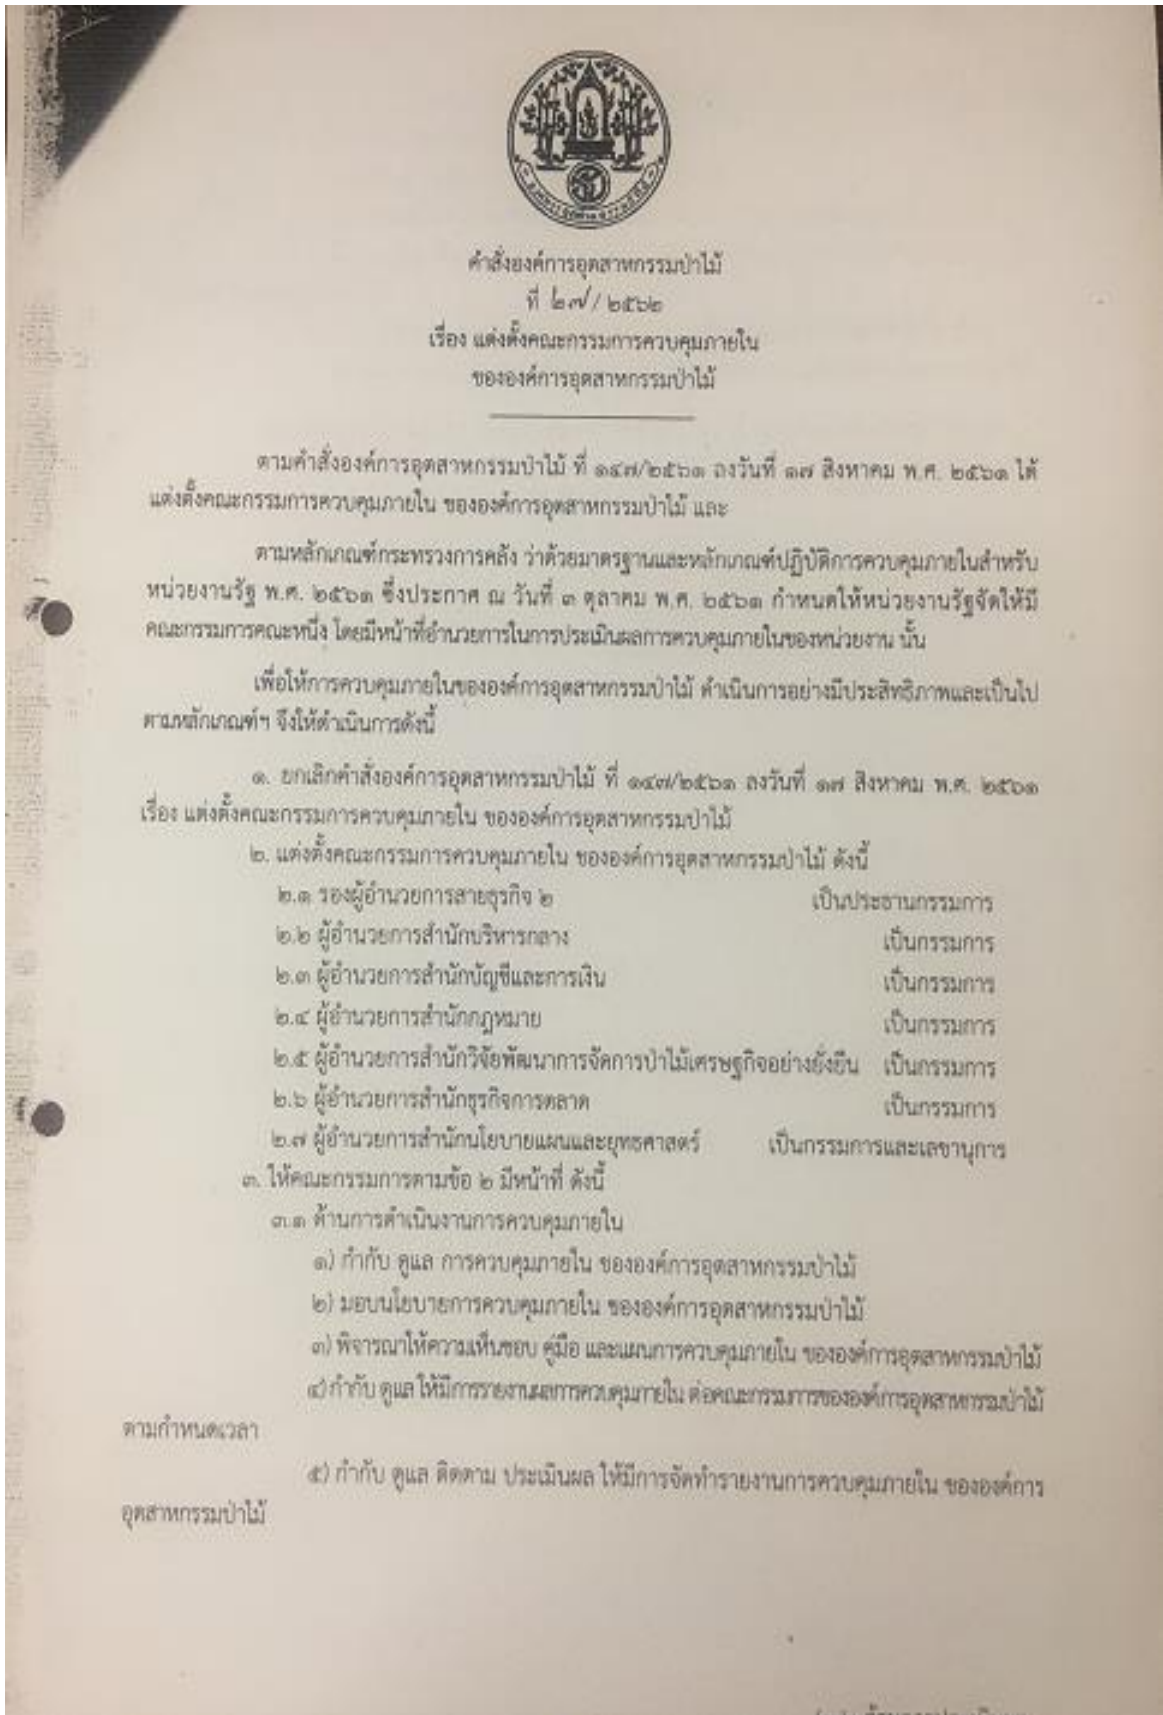 คำสั่งองค์การอุตสาหกรรมป่าไม้
ที่ ๒๗/๒๕๖๒
เรื่อง แต่งตั้งคณะกรรมการควบคุมภายใน
ขององค์การอุตสาหกรรมป่าไม้
ตามคำสั่งองค์การอุตสาหกรรมป่าไม้ ที่ ๑๔๗/๒๕๖๑ ลงวันที่ ๑๗ สิงหาคม พ.ศ. ๒๕๖๑ ได้
แต่งตั้งคณะกรรมการควบคุมภายใน ขององค์การอุตสาหกรรมป่าไม้ และ
ตามหลักเกณฑ์กระทรวงการคลัง ว่าด้วยมาตรฐานและหลักเกณฑ์ปฏิบัติการควบคุมภายในสำหรับ
หน่วยงานรัฐ พ.ศ. ๒๕๖๑ ซึ่งประกาศ ณ วันที่ ๓ ตุลาคม พ.ศ. ๒๕๖๑ กำหนดให้หน่วยงานรัฐจัดให้มี
คณะกรรมการคณะหนึ่ง โดยมีหน้าที่อำนวยการในการประเมินผลการควบคุมภายในของหน่วยงาน นั้น
เพื่อให้การควบคุมภายในขององค์การอุตสาหกรรมป่าไม้ ดำเนินการอย่างมีประสิทธิภาพและเป็นไป
ตามหลักเกณฑ์ฯ จึงให้ดำเนินการดังนี้
๑. ยกเลิกคำสั่งองค์การอุตสาหกรรมป่าไม้ ที่ ๑๔๗/๒๕๖๑ ลงวันที่ ๑๗ สิงหาคม พ.ศ. ๒๕๖๑
เรื่อง แต่งตั้งคณะกรรมการควบคุมภายใน ขององค์การอุตสาหกรรมป่าไม้
๒. แต่งตั้งคณะกรรมการควบคุมภายใน ขององค์การอุตสาหกรรมป่าไม้ ดังนี้
๒.๑ รองผู้อำนวยการสายธุรกิจ ๒ เป็นประธานกรรมการ
๒.๒ ผู้อำนวยการสำนักบริหารกลาง เป็นกรรมการ
๒.๓ ผู้อำนวยการสำนักบัญชีและการเงิน เป็นกรรมการ
๒.๔ ผู้อำนวยการสำนักกฎหมาย เป็นกรรมการ
๒.๕ ผู้อำนวยการสำนักวิจัยพัฒนาการจัดการป่าไม้เศรษฐกิจอย่างยั่งยืน เป็นกรรมการ
๒.๖ ผู้อำนวยการสำนักธุรกิจการตลาด เป็นกรรมการ
๒.๗ ผู้อำนวยการสำนักนโยบายแผนและยุทธศาสตร์ เป็นกรรมการและเลขานุการ
๓. ให้คณะกรรมการตามข้อ ๒ มีหน้าที่ ดังนี้
๓.๑ ด้านการดำเนินงานการควบคุมภายใน
๑) กำกับ ดูแล การควบคุมภายใน ขององค์การอุตสาหกรรมป่าไม้
๒) มอบนโยบายการควบคุมภายใน ขององค์การอุตสาหกรรมป่าไม้
๓) พิจารณาให้ความเห็นชอบ คู่มือ และแผนการควบคุมภายใน ขององค์การอุตสาหกรรมป่าไม้
๔) กำกับ ดูแล ให้มีการรายงานผลการควบคุมภายใน ต่อคณะกรรมการขององค์การอุตสาหกรรมป่าไม้
ตามกำหนดเวลา
๕) กำกับ ดูแล ติดตาม ประเมินผล ให้มีการจัดทำรายงานการควบคุมภายใน ขององค์การ
อุตสาหกรรมป่าไม้